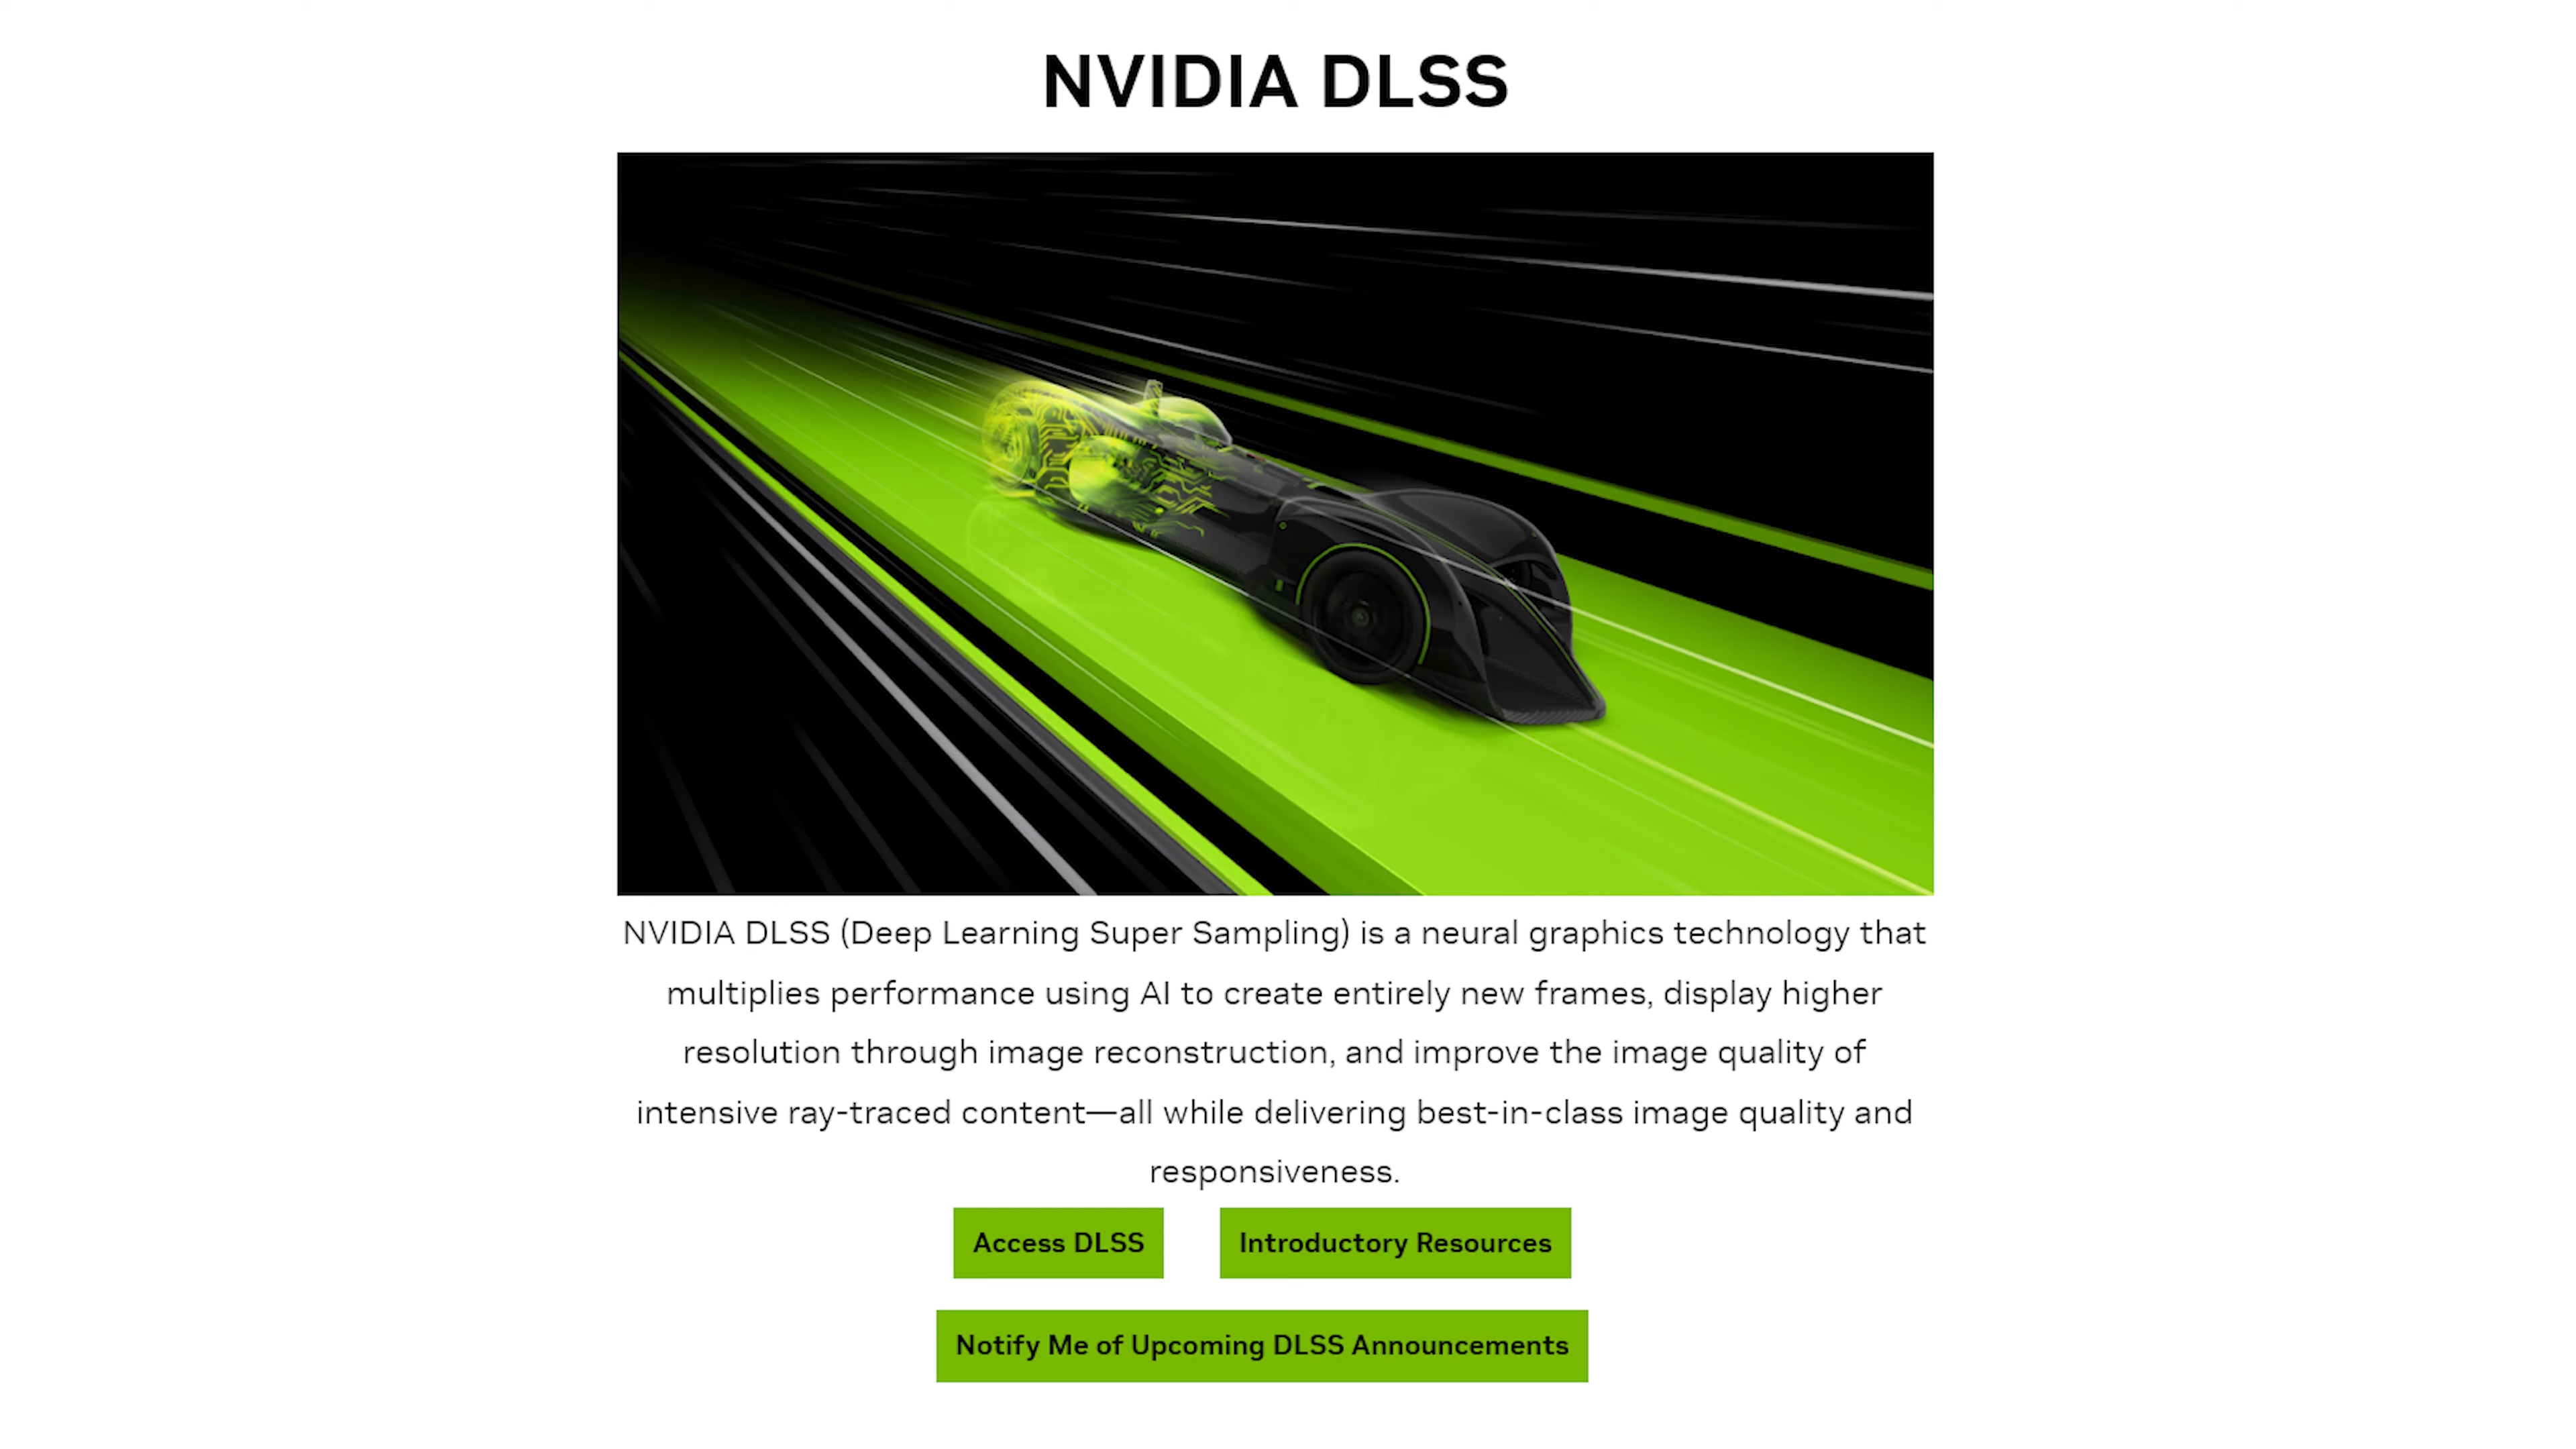 NVIDIA DLSS
NVIDIA DLSS (Deep Learning Super Sampling) is a neural graphics technology that
multiplies performance using AI to create entirely new frames, display higher
resolution through image reconstruction, and improve the image quality of
intensive ray-traced content—all while delivering best-in-class image quality and
responsiveness.
Access DLSS
Introductory Resources
Notify Me of Upcoming DLSS Announcements